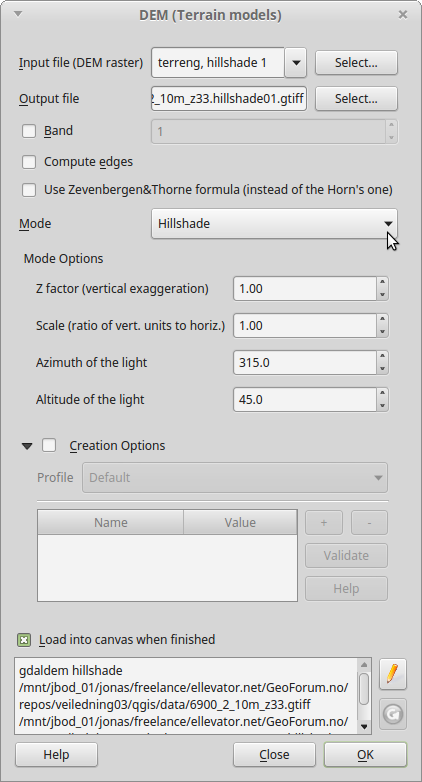 DEM (Terrain models)
Input file (DEM raster) terreng, hillshade 1 Select...
Output file 2_10m_z33.hillshade01.gtiff Select...
Band 1
Compute edges
Use Zevenbergen&Thorne formula (instead of the Horn's one)
Mode Hillshade
Mode Options
Z factor (vertical exaggeration) 1.00
Scale (ratio of vert. units to horiz.) 1.00
Azimuth of the light 315.0
Altitude of the light 45.0
Creation Options
Profile Default
Name Value + -
Validate
Help
Load into canvas when finished
gdaldem hillshade
/mnt/jbod_01/jonas/freelance/ellevator.net/GeoForum.no/
repos/veiledning03/qgis/data/6900_2_10m_z33.gtiff
/mnt/jbod_01/jonas/freelance/ellevator.net/GeoForum.no/
Help Close OK